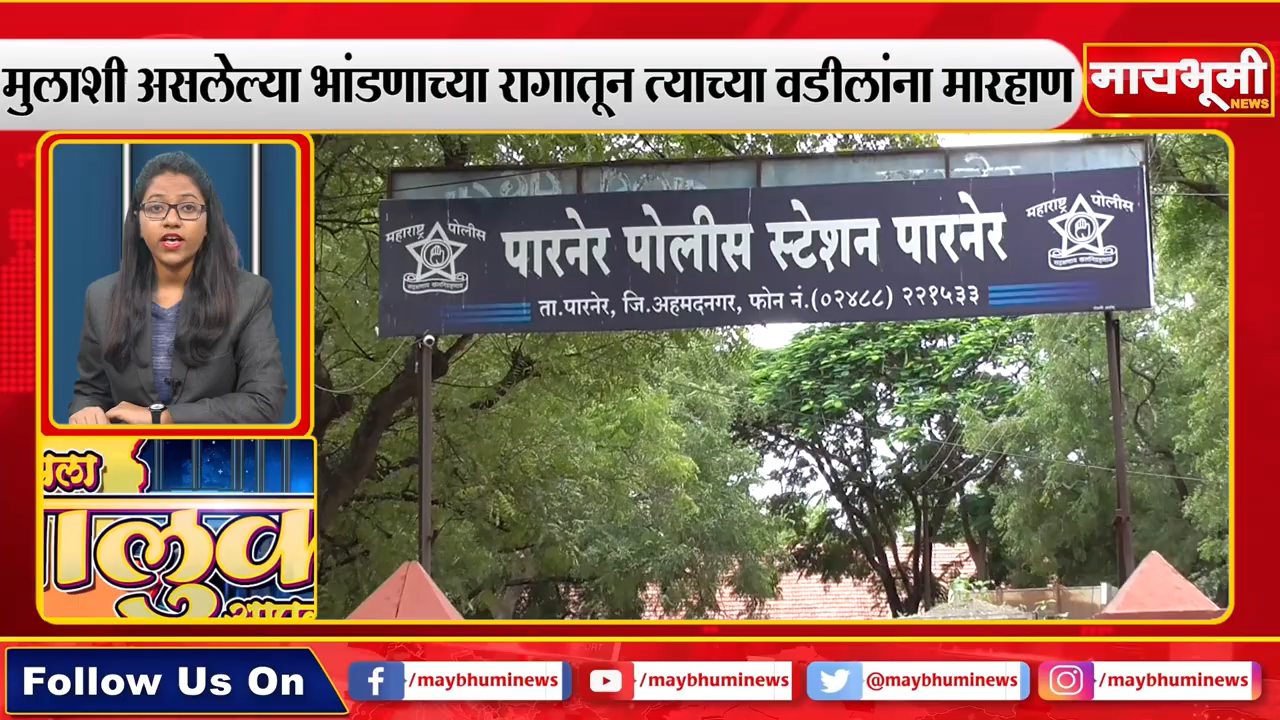 मुलाशी असलेल्या भांडणाच्या रागातून त्याच्या वडीलांना मारहाण
मायभूमी
NEWS
महाराष्ट्र पोलीस
पारनेर पोलीस स्टेशन पारनेर
महाराष्ट्र पोलीस
ता.पारनेर, जि.अहमदनगर, फोन नं.(०२४८८) २२१५३३
Follow Us On
/maybhuminews
/maybhuminews
@maybhuminews
/maybhuminews